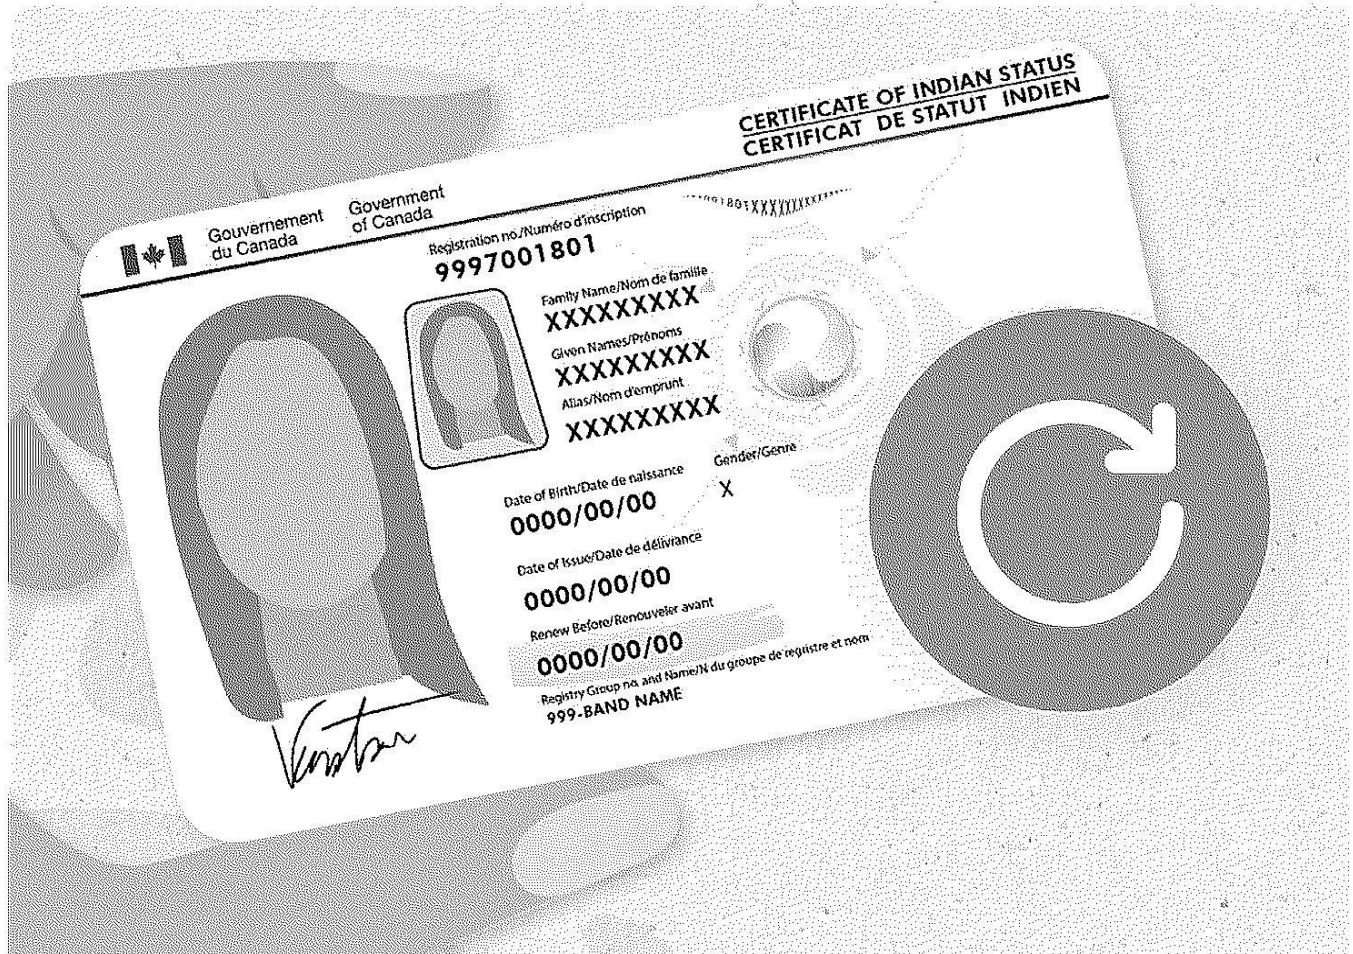 CERTIFICATE OF INDIAN STATUS
CERTIFICAT DE STATUT INDIEN
Gouvernement du Canada
Government of Canada
Registration no./Numéro d'inscription
9997001801
Family Name/Nom de famille
XXXXXXXXX
Given Names/Prénoms
XXXXXXXXX
Alias/Nom d'emprunt
XXXXXXXXX
Date of Birth/Date de naissance
0000/00/00
Gender/Genre
X
Date of Issue/Date de délivrance
0000/00/00
Renew Before/Renouveler avant
0000/00/00
Registry Group no. and Name/N du groupe de registre et nom
999-BAND NAME